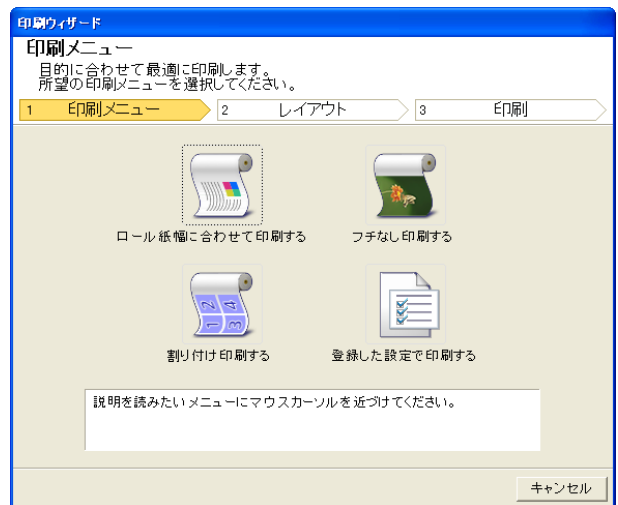 印刷ウィザード
印刷メニュー
目的に合わせて最適に印刷します。
所望の印刷メニューを選択してください。
1 印刷メニュー 2 レイアウト 3 印刷
ロール紙幅に合わせて印刷する フチなし印刷する
1 2 3 4
割り付け印刷する 登録した設定で印刷する
説明を読みたいメニューにマウスカーソルを近づけてください。
キャンセル